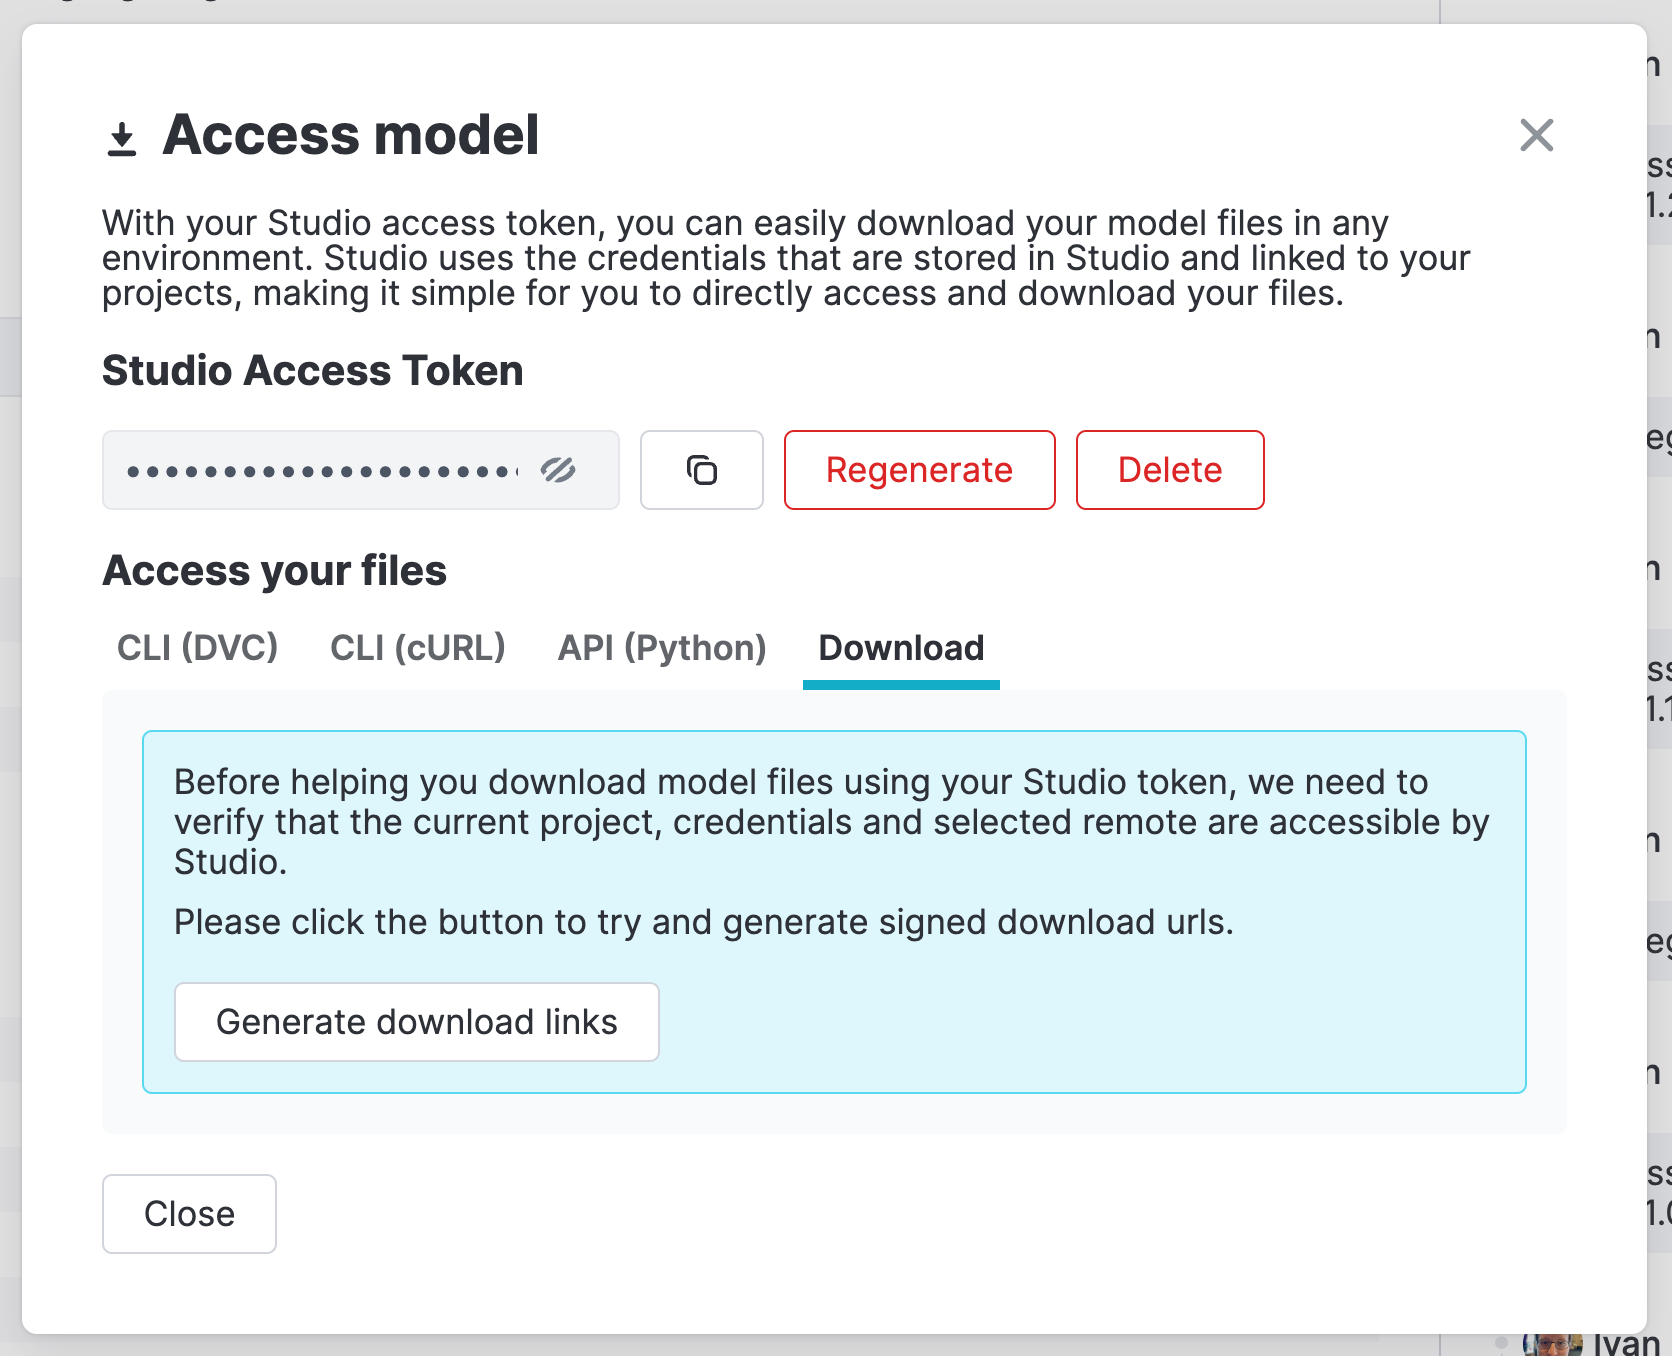 Access model
With your Studio access token, you can easily download your model files in any
environment. Studio uses the credentials that are stored in Studio and linked to your
projects, making it simple for you to directly access and download your files.
Studio Access Token
Regenerate
Delete
Access your files
CLI (DVC)
CLI (cURL)
API (Python)
Download
Before helping you download model files using your Studio token, we need to
verify that the current project, credentials and selected remote are accessible by
Studio.
Please click the button to try and generate signed download urls.
Generate download links
Close
Ivan